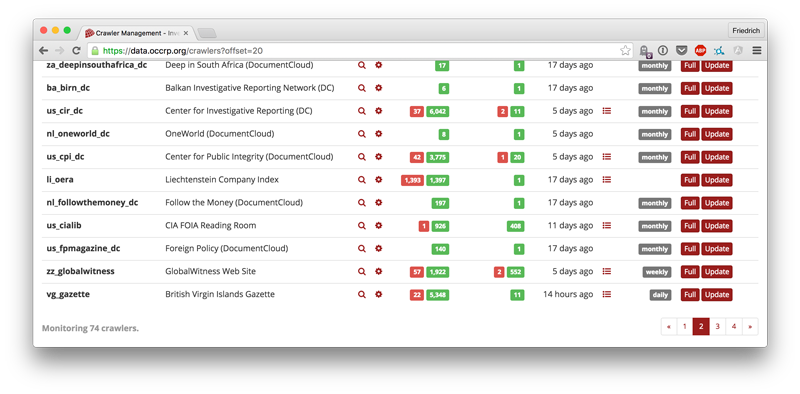 Crawler Management - Inve
Friedrich
https://data.occrp.org/crawlers?offset=20
za_deepinsouthafrica_dc Deep in South Africa (DocumentCloud) 17 1 17 days ago monthly Full Update
ba_birn_dc Balkan Investigative Reporting Network (DC) 6 1 17 days ago monthly Full Update
us_cir_dc Center for Investigative Reporting (DC) 37 6,042 2 11 5 days ago monthly Full Update
nl_oneworld_dc OneWorld (DocumentCloud) 8 1 5 days ago monthly Full Update
us_cpi_dc Center for Public Integrity (DocumentCloud) 42 3,775 1 20 5 days ago monthly Full Update
li_oera Liechtenstein Company Index 1,393 1,397 1 17 days ago Full Update
nl_followthemoney_dc Follow the Money (DocumentCloud) 197 1 17 days ago monthly Full Update
us_cialib CIA FOIA Reading Room 1 926 408 11 days ago monthly Full Update
us_fpmagazine_dc Foreign Policy (DocumentCloud) 140 1 17 days ago monthly Full Update
zz_globalwitness GlobalWitness Web Site 57 1,922 2 552 5 days ago weekly Full Update
vg_gazette British Virgin Islands Gazette 22 5,348 11 14 hours ago daily Full Update
Monitoring 74 crawlers.
« 1 2 3 4 »